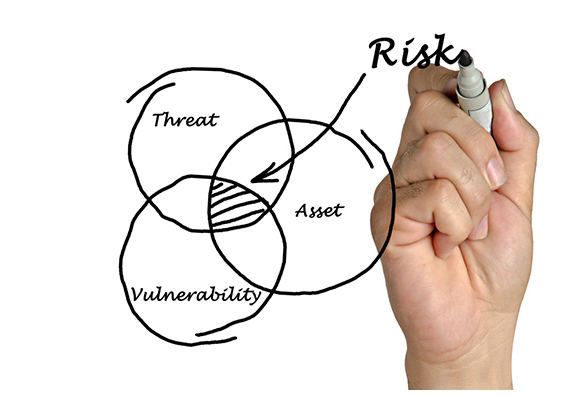 Risk
Threat
Asset
Vulnerability